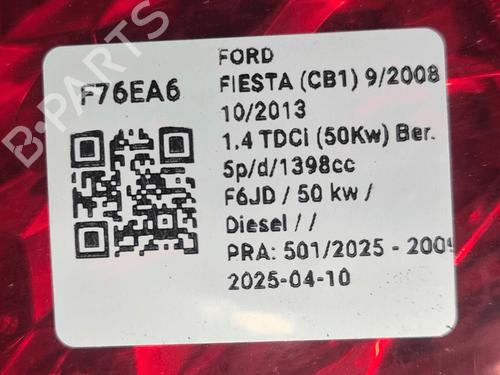 B-PARTS
F76EA6
FORD
FIESTA (CB1) 9/2008
10/2013
1.4 TDCi (50Kw) Ber.
5p/d/1398cc
F6JD / 50 kw /
Diesel / /
PRA: 501/2025 - 2009
2025-04-10